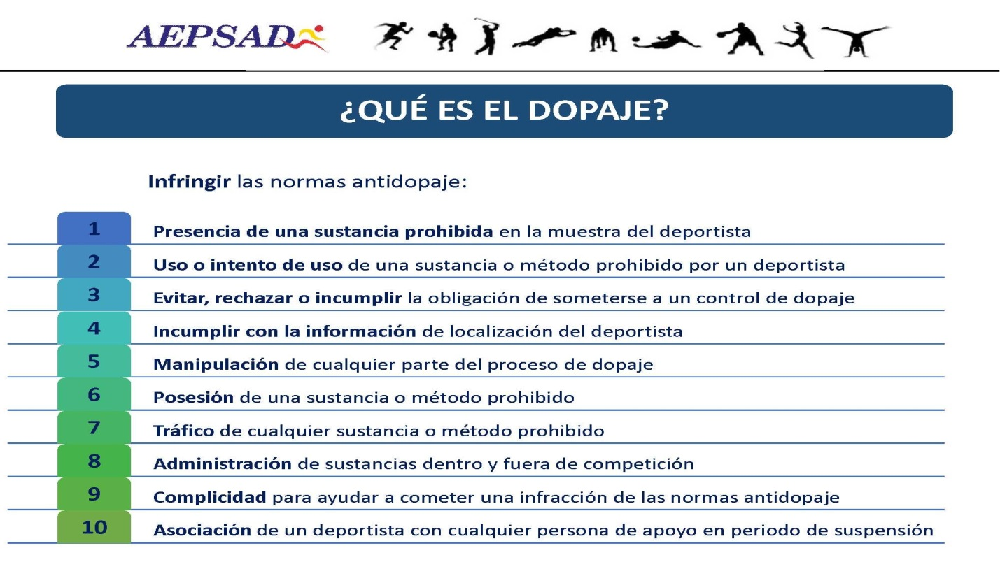 AEPSAD
¿QUÉ ES EL DOPAJE?
Infringir las normas antidopaje:
1 Presencia de una sustancia prohibida en la muestra del deportista
2 Uso o intento de uso de una sustancia o método prohibido por un deportista
3 Evitar, rechazar o incumplir la obligación de someterse a un control de dopaje
4 Incumplir con la información de localización del deportista
5 Manipulación de cualquier parte del proceso de dopaje
6 Posesión de una sustancia o método prohibido
7 Tráfico de cualquier sustancia o método prohibido
8 Administración de sustancias dentro y fuera de competición
9 Complicidad para ayudar a cometer una infracción de las normas antidopaje
10 Asociación de un deportista con cualquier persona de apoyo en periodo de suspensión